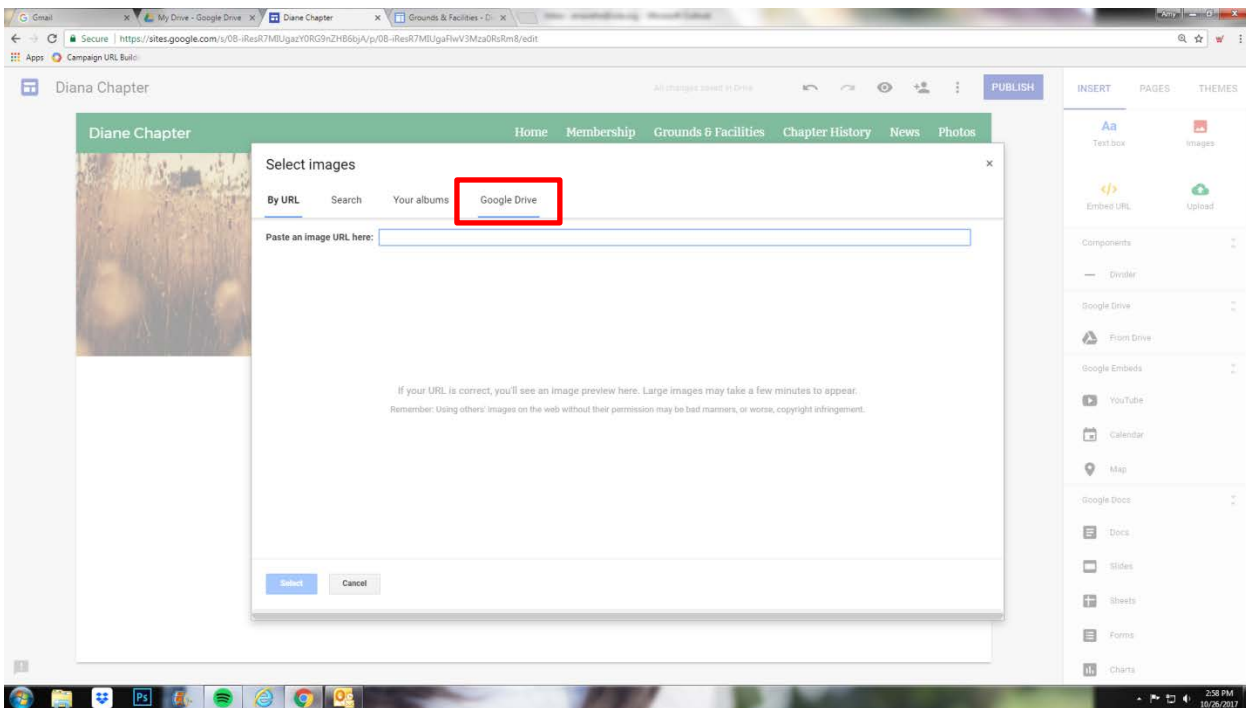 Gmail
My Drive - Google Drive
Diane Chapter
Grounds & Facilities - D
Amy
Secure | https://sites.google.com/s/0B-iResR7MIUgazY0RG9nZHB6bjA/p/0B-iResR7MIUgaFlwV3Mza0RsRm8/edit
Apps
Campaign URL Build
Diana Chapter
All changes saved in Drive
PUBLISH
INSERT
PAGES
THEMES
Diane Chapter
Home Membership Grounds & Facilities Chapter History News Photos
Select images
By URL
Search
Your albums
Google Drive
Paste an image URL here:
If your URL is correct, you'll see an image preview here. Large images may take a few minutes to appear.
Remember: Using others' images on the web without their permission may be bad manners, or worse, copyright infringement.
Select
Cancel
Aa
Text box
Images
Embed URL
Upload
Components
Divider
Google Drive
From Drive
Google Embeds
YouTube
Calendar
Map
Google Docs
Docs
Slides
Sheets
Forms
Charts
Ps
2:58 PM
10/26/2017